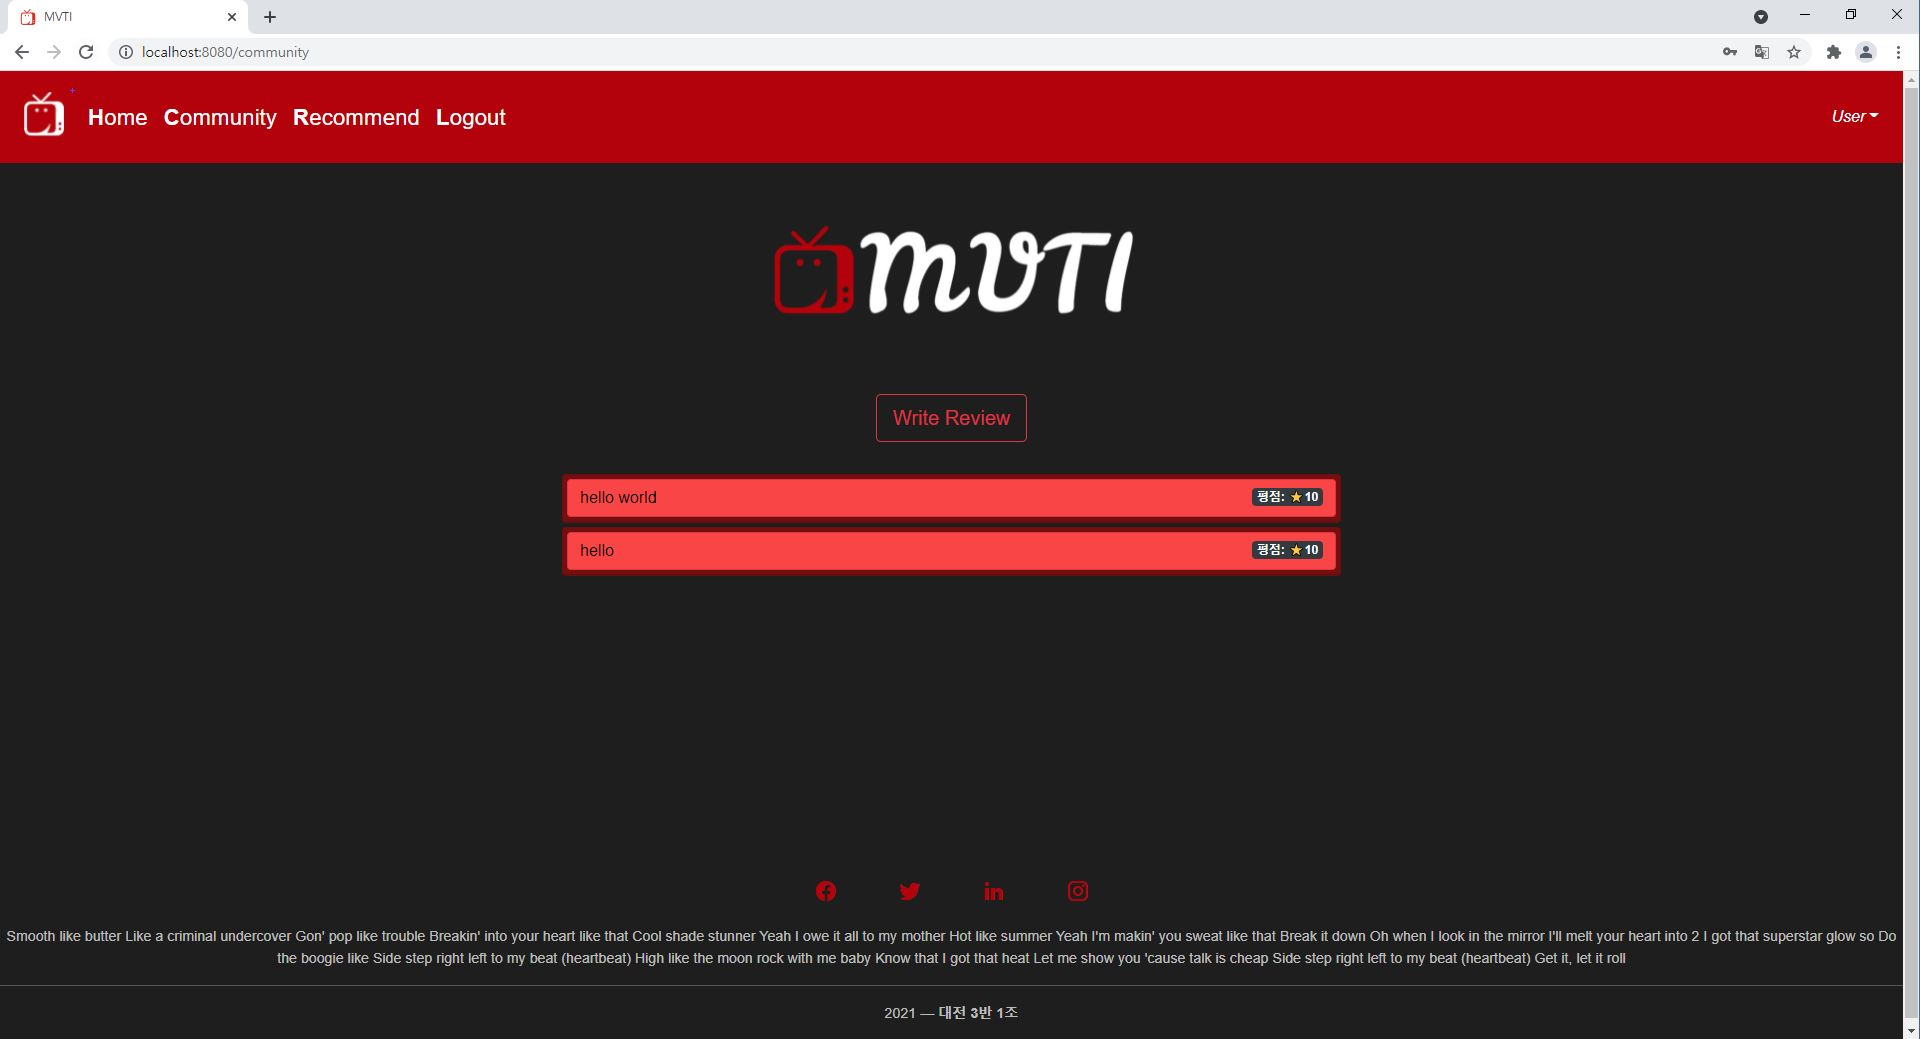 MVTI
localhost:8080/community
Home Community Recommend Logout
User
MVTI
Write Review
hello world
평점: ⭐10
hello
평점: ⭐10
Smooth like butter Like a criminal undercover Gon' pop like trouble Breakin' into your heart like that Cool shade stunner Yeah I owe it all to my mother Hot like summer Yeah I'm makin' you sweat like that Break it down Oh when I look in the mirror I'll melt your heart into 2 I got that superstar glow so Do
the boogie like Side step right left to my beat (heartbeat) High like the moon rock with me baby Know that I got that heat Let me show you 'cause talk is cheap Side step right left to my beat (heartbeat) Get it, let it roll
2021 — 대전 3반 1조